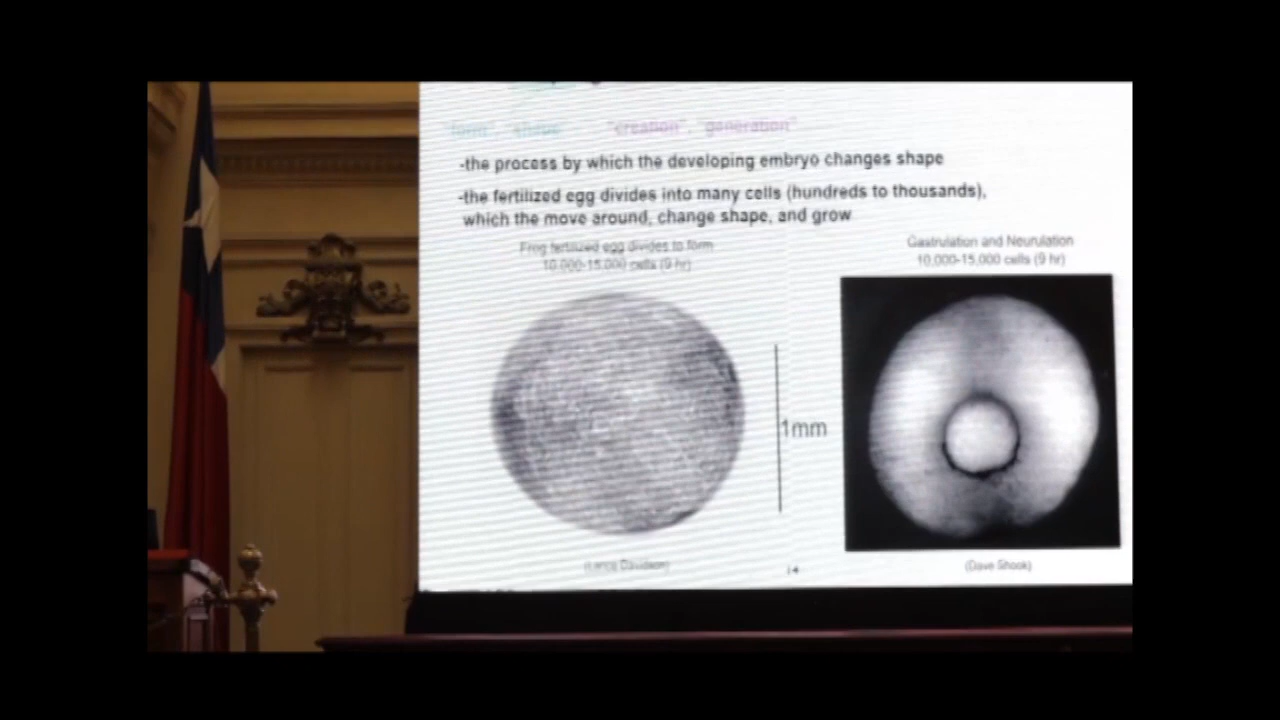 "form", "shape" "creation", "generation"
-the process by which the developing embryo changes shape
-the fertilized egg divides into many cells (hundreds to thousands),
which the move around, change shape, and grow
Frog fertilized egg divides to form
10,000-15,000 cells (9 hr)
Gastrulation and Neurulation
10,000-15,000 cells (9 hr)
1mm
(Lance Davidson)
14
(Dave Shook)